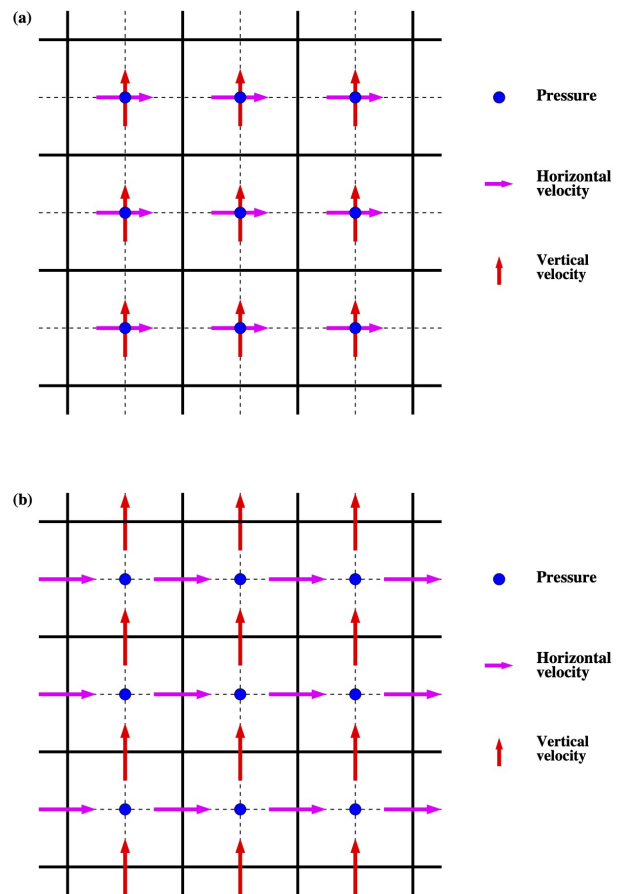 (a)
Pressure
Horizontal
velocity
Vertical
velocity
(b)
Pressure
Horizontal
velocity
Vertical
velocity